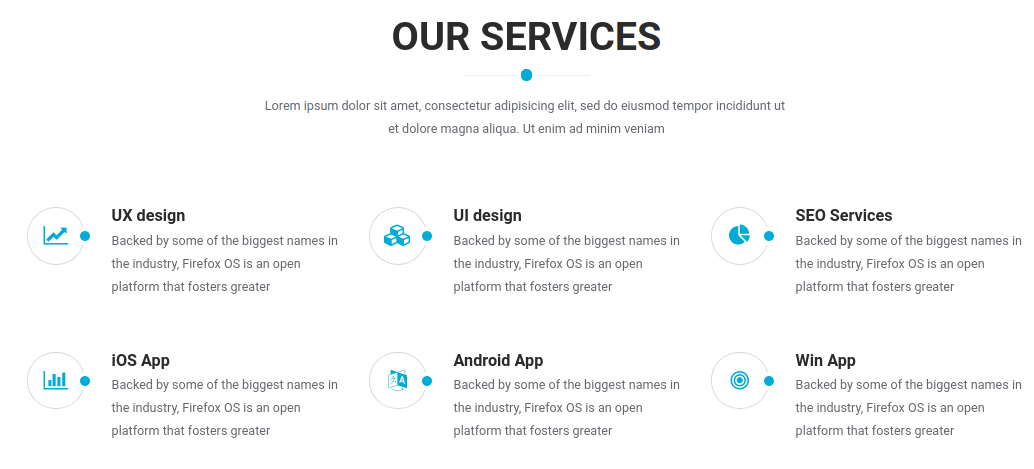 OUR SERVICES
Lorem ipsum dolor sit amet, consectetur adipisicing elit, sed do eiusmod tempor incididunt ut
et dolore magna aliqua. Ut enim ad minim veniam
UX design
Backed by some of the biggest names in
the industry, Firefox OS is an open
platform that fosters greater
UI design
Backed by some of the biggest names in
the industry, Firefox OS is an open
platform that fosters greater
SEO Services
Backed by some of the biggest names in
the industry, Firefox OS is an open
platform that fosters greater
iOS App
Backed by some of the biggest names in
the industry, Firefox OS is an open
platform that fosters greater
Android App
Backed by some of the biggest names in
the industry, Firefox OS is an open
platform that fosters greater
Win App
Backed by some of the biggest names in
the industry, Firefox OS is an open
platform that fosters greater